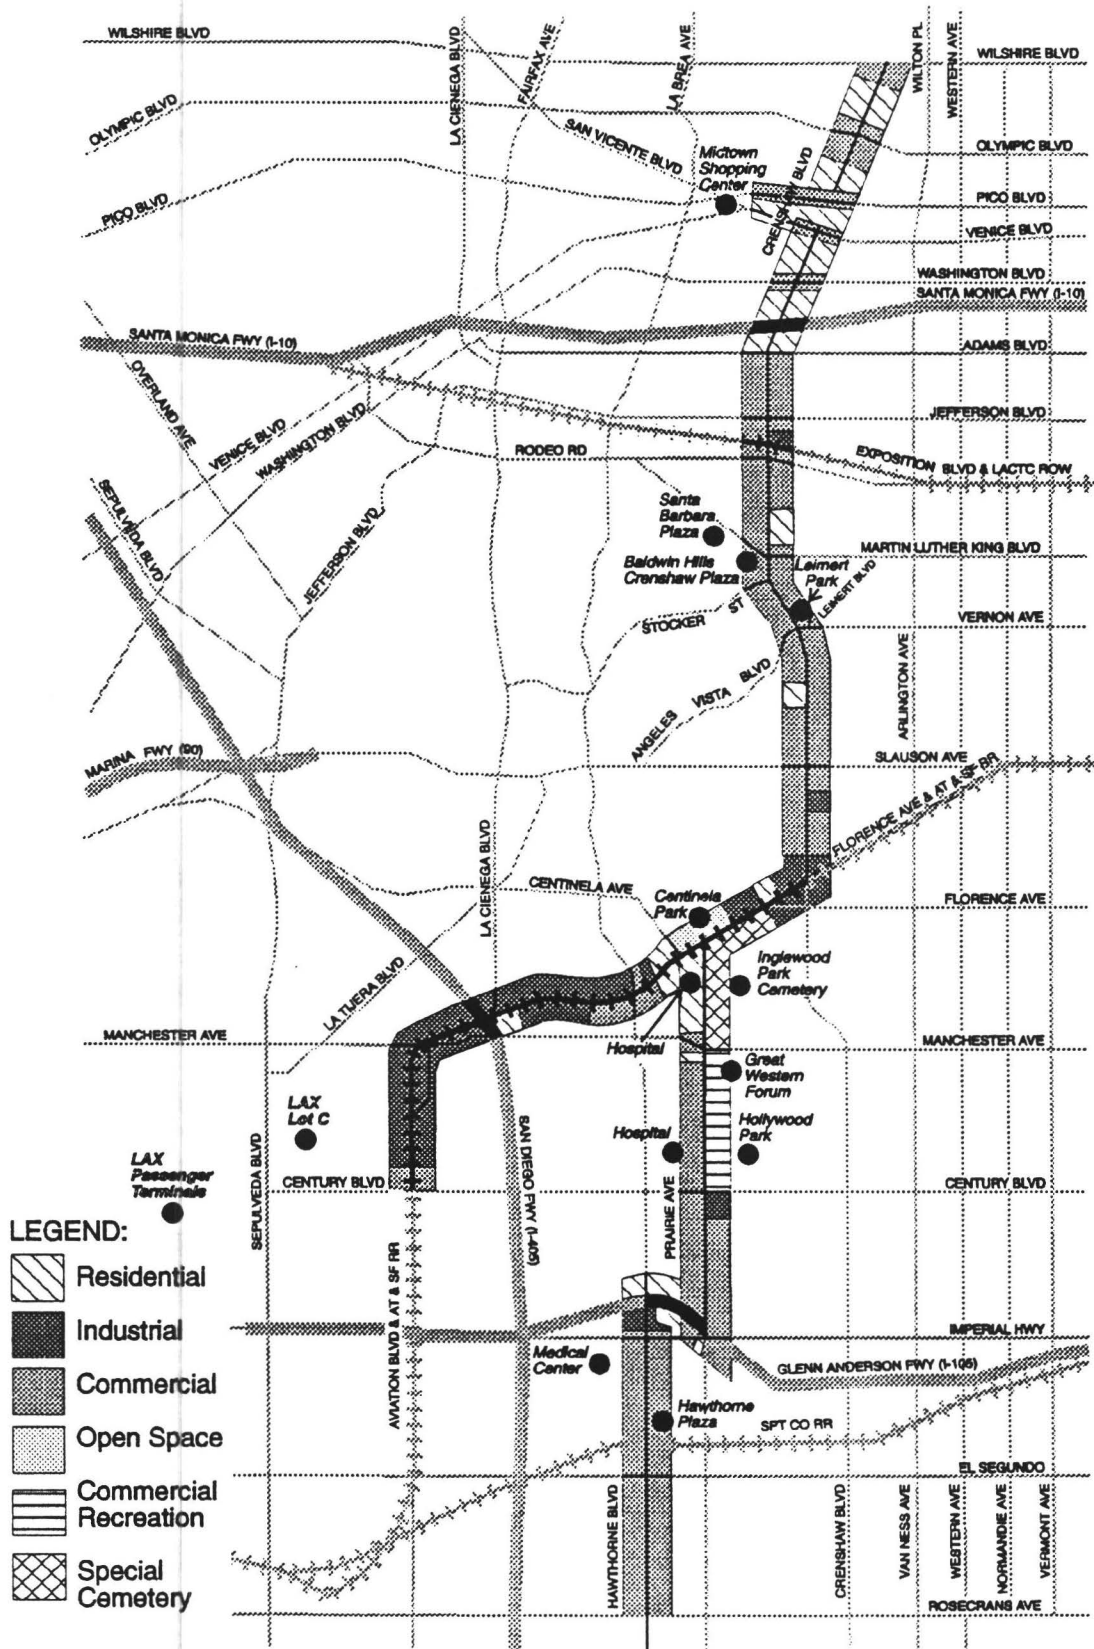 WILSHIRE BLVD
LA CIENEGA BLVD
FAIRFAX AVE
LA BREA AVE
WILTON PL
WESTERN AVE
WILSHIRE BLVD
OLYMPIC BLVD
SAN VICENTE BLVD
Midtown
Shopping
Center
CRENSHAW BLVD
OLYMPIC BLVD
PICO BLVD
PICO BLVD
VENICE BLVD
WASHINGTON BLVD
SANTA MONICA FWY (I-10)
SANTA MONICA FWY (I-10)
ADAMS BLVD
OVERLAND AVE
VENICE BLVD
WASHINGTON BLVD
JEFFERSON BLVD
RODEO RD
EXPOSITION BLVD & LACTC ROW
SEPULVEDA BLVD
JEFFERSON BLVD
Santa
Barbara
Plaza
MARTIN LUTHER KING BLVD
Baldwin Hills
Crenshaw Plaza
Leimert
Park
LEIMERT BLVD
STOCKER ST
VERNON AVE
ANGELES VISTA BLVD
ARLINGTON AVE
MARINA FWY (90)
SLAUSON AVE
FLORENCE AVE & AT & SF RR
LA CIENEGA BLVD
CENTINELA AVE
Centinela
Park
FLORENCE AVE
LA TIJERA BLVD
Inglewood
Park
Cemetery
MANCHESTER AVE
Hospital
MANCHESTER AVE
Great
Western
Forum
LAX
Lot C
SAN DIEGO FWY (I-405)
Hospital
Hollywood
Park
LAX
Passenger
Terminals
SEPULVEDA BLVD
CENTURY BLVD
PRAIRIE AVE
CENTURY BLVD
LEGEND:
Residential
Industrial
Commercial
Open Space
Commercial
Recreation
Special
Cemetery
AVIATION BLVD & AT & SF RR
IMPERIAL HWY
Medical
Center
GLENN ANDERSON FWY (I-105)
Hawthorne
Plaza
SPT CO RR
EL SEGUNDO
HAWTHORNE BLVD
CRENSHAW BLVD
VAN NESS AVE
WESTERN AVE
NORMANDIE AVE
VERMONT AVE
ROSECRANS AVE